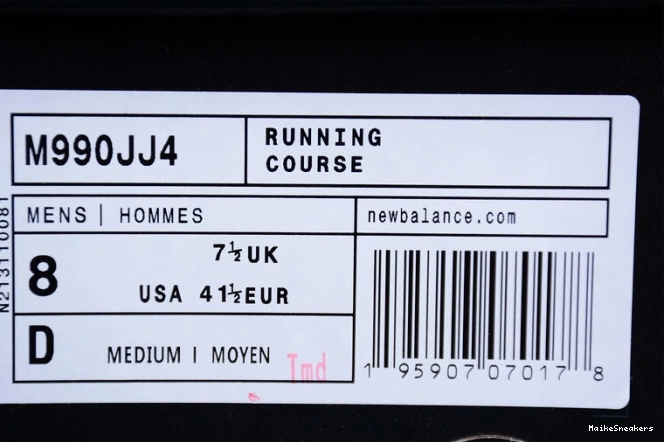 M990JJ4
RUNNING
COURSE
MENS | HOMMES
newbalance.com
8
7½UK
USA 41½EUR
D
MEDIUM | MOYEN
Tmd
1 95907 07017 8
N213110081
MaikeSneakers